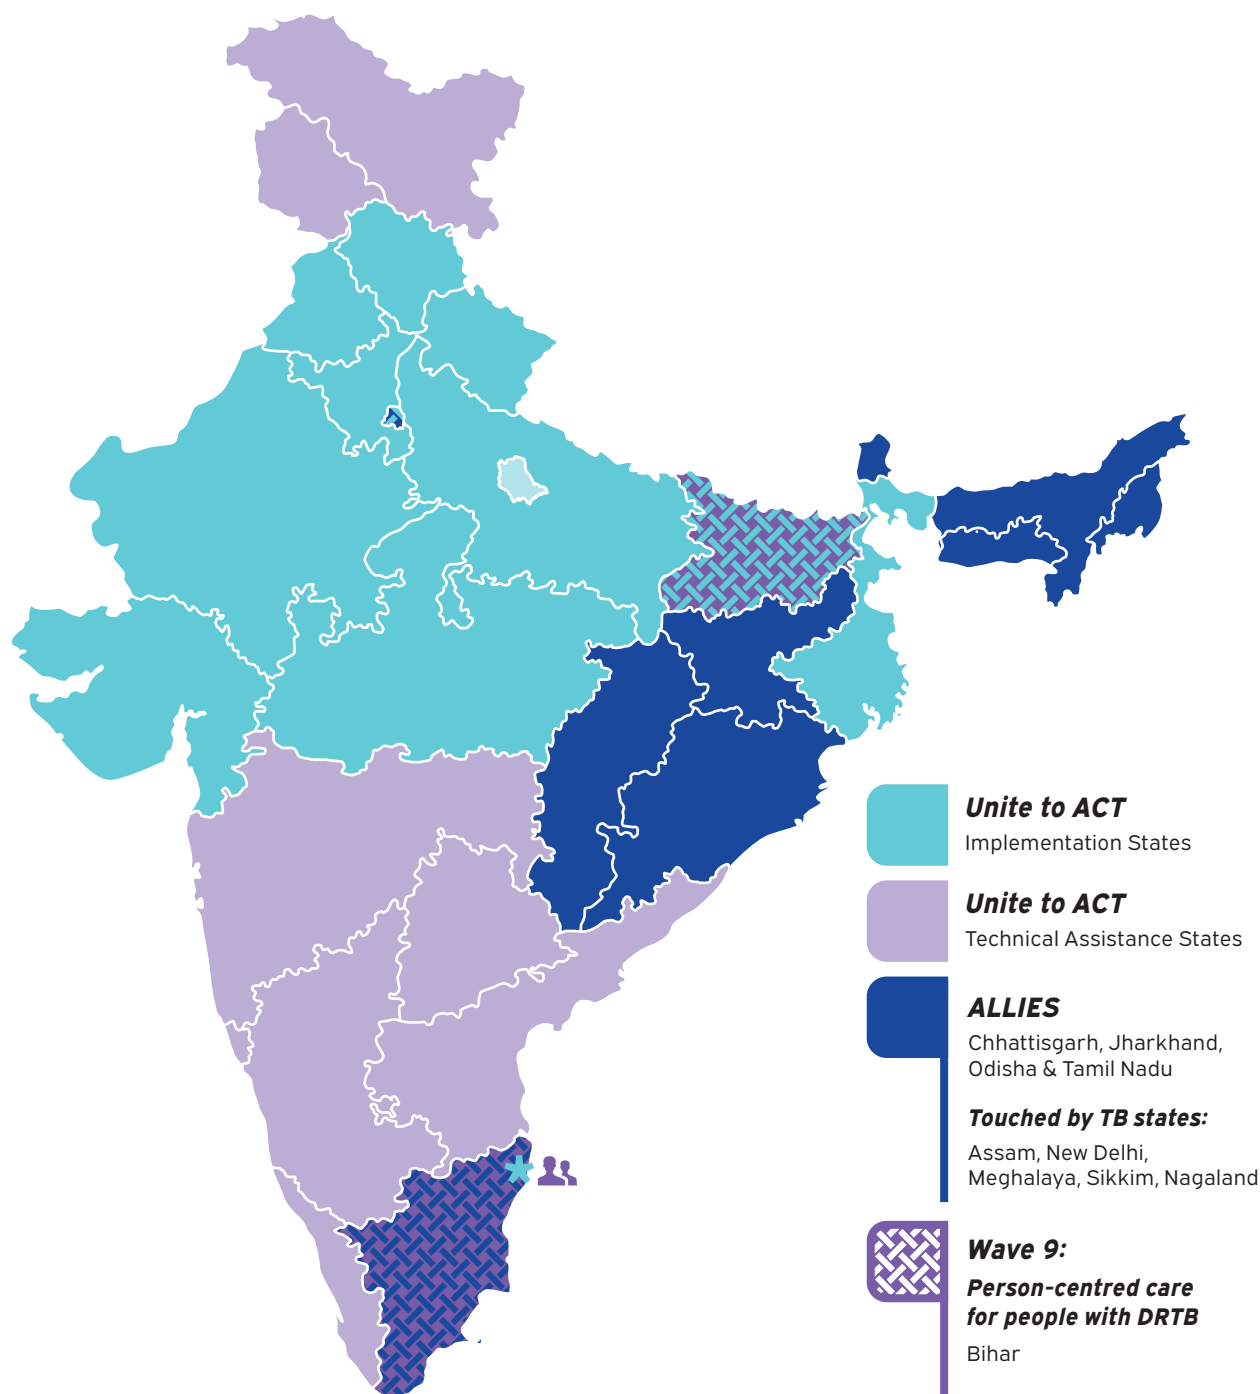 Unite to ACT
Implementation States
Unite to ACT
Technical Assistance States
ALLIES
Chhattisgarh, Jharkhand,
Odisha & Tamil Nadu
Touched by TB states:
Assam, New Delhi,
Meghalaya, Sikkim, Nagaland
Wave 9:
Person-centred care
for people with DRTB
Bihar